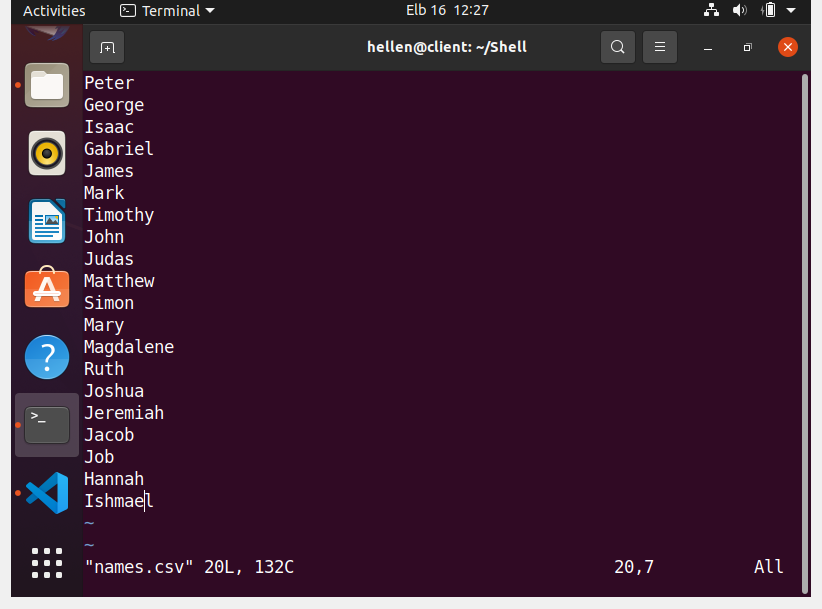 Activities Terminal Elb 16 12:27
hellen@client: ~/Shell
Peter
George
Isaac
Gabriel
James
Mark
Timothy
John
Judas
Matthew
Simon
Mary
Magdalene
Ruth
Joshua
Jeremiah
Jacob
Job
Hannah
Ishmael
~
~
"names.csv" 20L, 132C 20,7 All